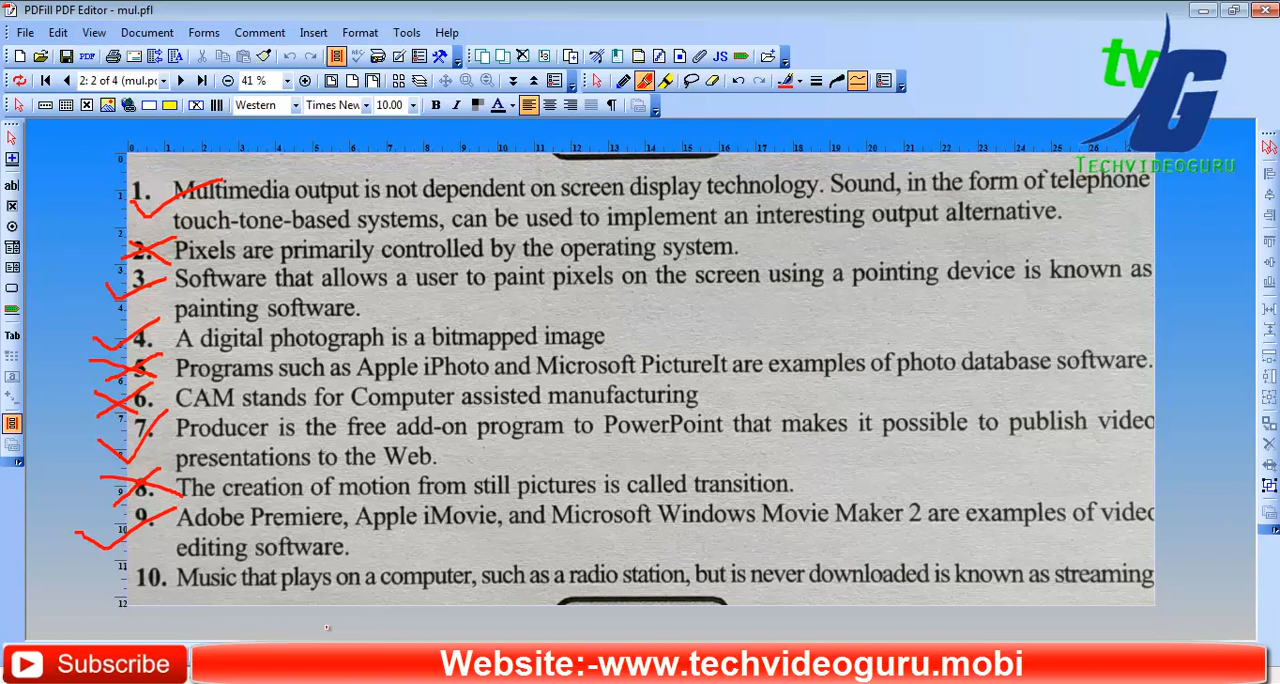 PDFill PDF Editor - mul.pfl
File Edit View Document Forms Comment Insert Format Tools Help
2: 2 of 4 (mul.p 41 %
Western Times New 10.00
tv G
TECHVIDEOGURU
Tab
1. Multimedia output is not dependent on screen display technology. Sound, in the form of telephone
touch-tone-based systems, can be used to implement an interesting output alternative.
2. Pixels are primarily controlled by the operating system.
3. Software that allows a user to paint pixels on the screen using a pointing device is known as
painting software.
4. A digital photograph is a bitmapped image
5. Programs such as Apple iPhoto and Microsoft PictureIt are examples of photo database software.
6. CAM stands for Computer assisted manufacturing
7. Producer is the free add-on program to PowerPoint that makes it possible to publish video
presentations to the Web.
8. The creation of motion from still pictures is called transition.
9. Adobe Premiere, Apple iMovie, and Microsoft Windows Movie Maker 2 are examples of video
editing software.
10. Music that plays on a computer, such as a radio station, but is never downloaded is known as streaming
Subscribe
Website:-www.techvideoguru.mobi